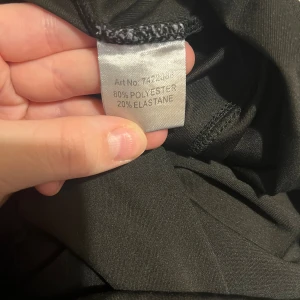 Art No.
80% POLYESTER
20% ELASTANE